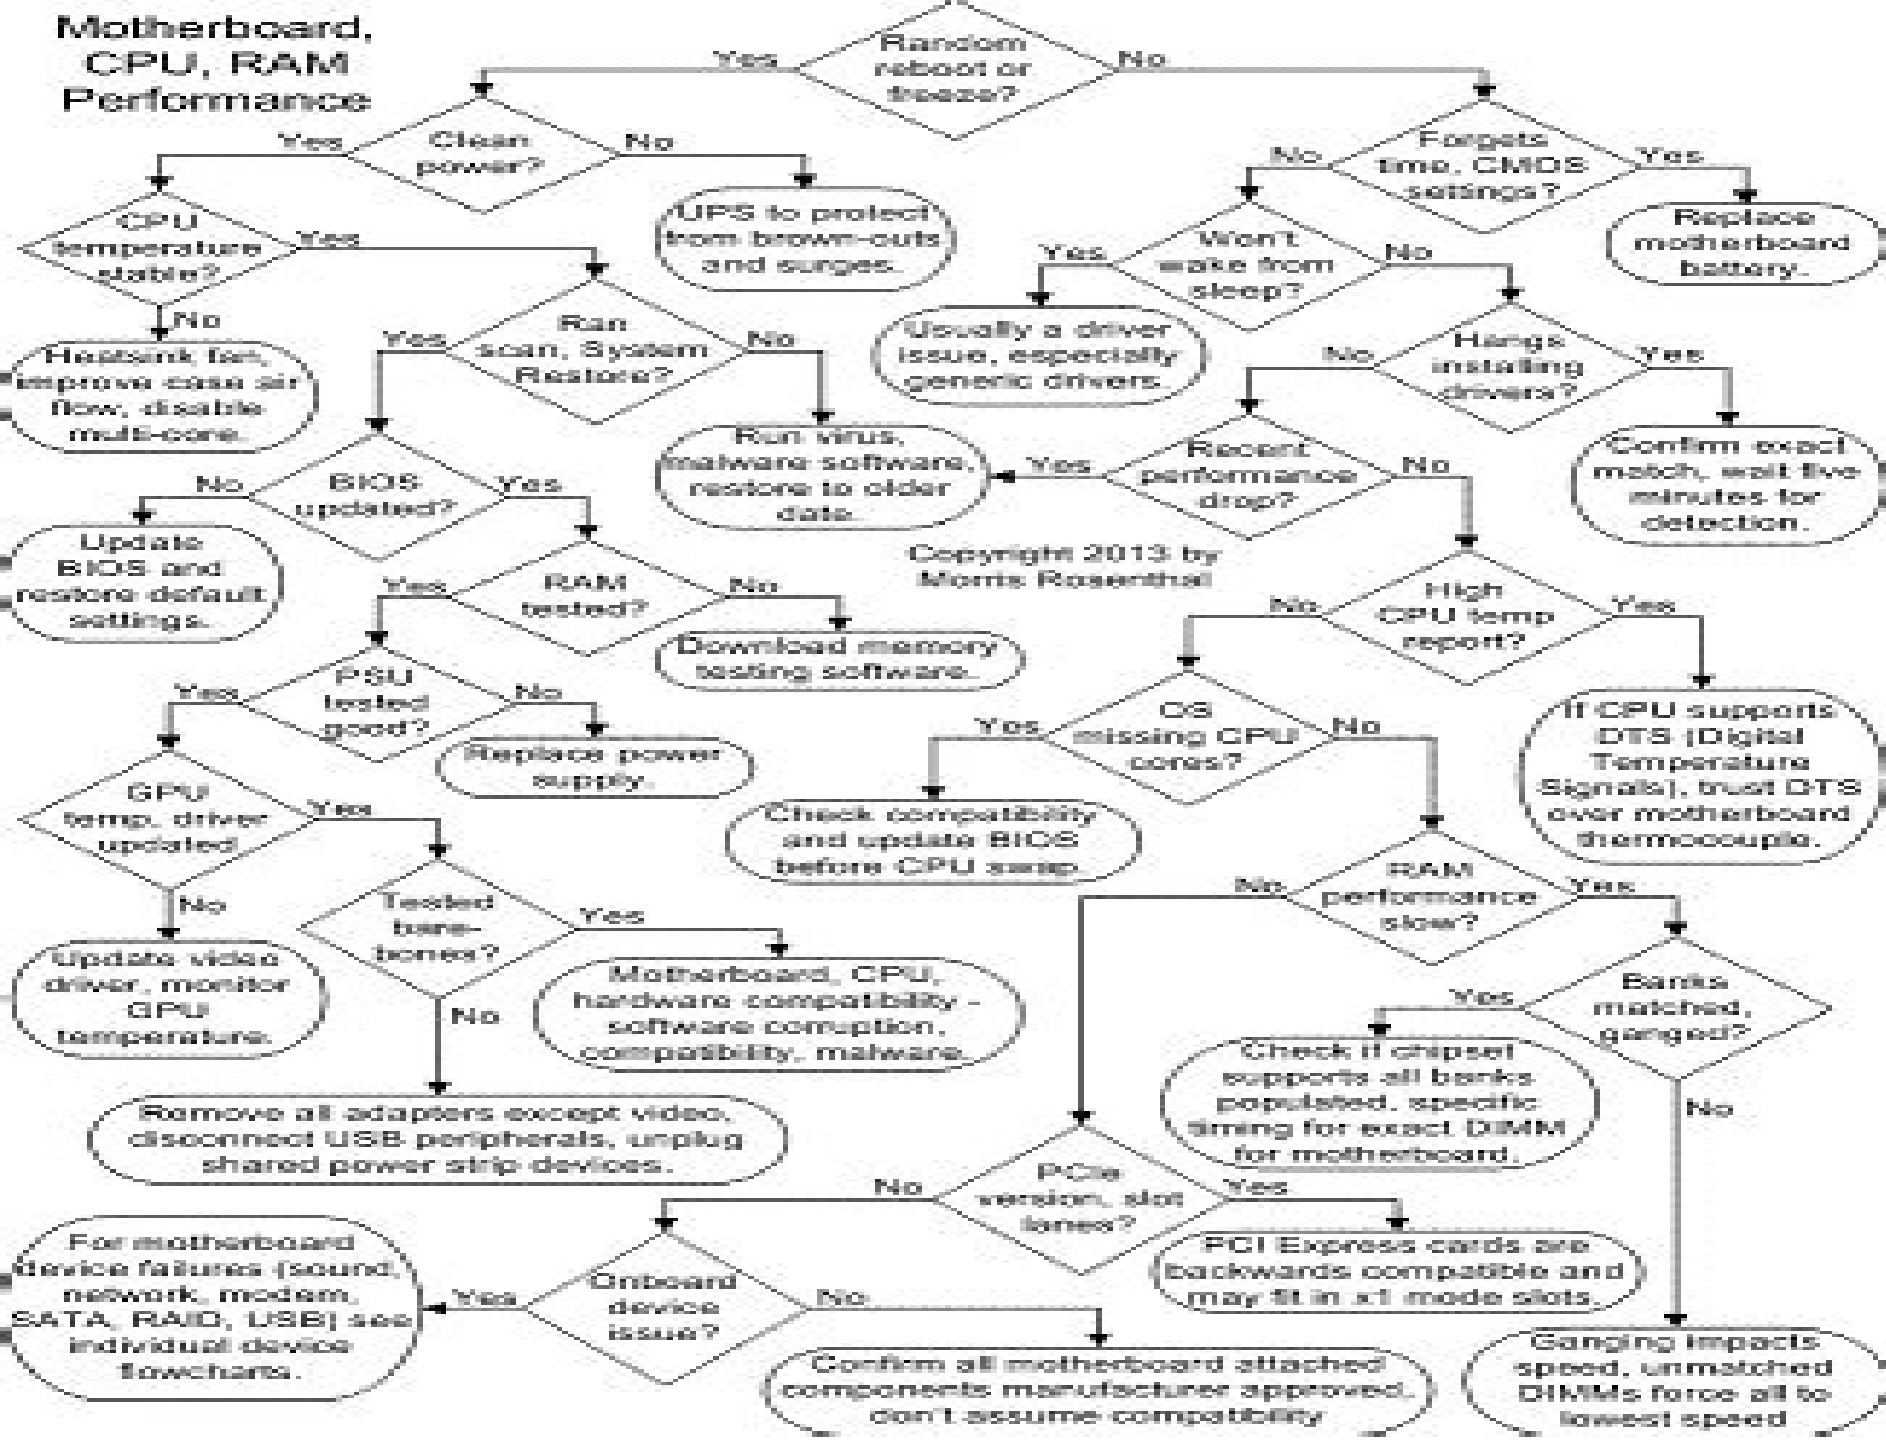 Motherboard,
CPU, RAM
Performance
Random
reboot or
freeze?
Yes
No
Clean
power?
Yes
No
Forgets
time, CMOS
settings?
No
Yes
CPU
temperature
stable?
Yes
No
UPS to protect
from brown-outs
and surges.
Won't
wake from
sleep?
Yes
No
Replace
motherboard
battery.
Heatsink fan,
improve case air
flow, disable
multi-core.
Ran
scan, System
Restore?
Yes
No
Usually a driver
issue, especially
generic drivers.
Hangs
installing
drivers?
No
Yes
BIOS
updated?
No
Yes
Run virus,
malware software,
restore to older
date.
Recent
performance
drop?
Yes
No
Confirm exact
match, wait five
minutes for
detection.
Update
BIOS and
restore default
settings.
RAM
tested?
Yes
No
Copyright 2013 by
Morris Rosenthal
High
CPU temp
report?
No
Yes
Download memory
testing software.
PSU
tested
good?
Yes
No
Replace power
supply.
OS
missing CPU
cores?
Yes
No
If CPU supports
DTS (Digital
Temperature
Signals), trust DTS
over motherboard
thermocouple.
GPU
temp, driver
updated
Yes
No
Check compatibility
and update BIOS
before CPU swap.
RAM
performance
slow?
No
Yes
Tested
bare-
bones?
Yes
No
Update video
driver, monitor
GPU
temperature.
Motherboard, CPU,
hardware compatibility -
software corruption,
compatibility, malware.
Banks
matched,
ganged?
Yes
No
Check if chipset
supports all banks
populated, specific
timing for exact DIMM
for motherboard.
Remove all adapters except video,
disconnect USB peripherals, unplug
shared power strip devices.
PCIe
version, slot
lanes?
No
Yes
PCI Express cards are
backwards compatible and
may fit in x1 mode slots.
For motherboard
device failures (sound,
network, modem,
SATA, RAID, USB) see
individual device
flowcharts.
Onboard
device
issue?
Yes
No
Confirm all motherboard attached
components manufacturer approved,
don't assume compatibility
Ganging impacts
speed, unmatched
DIMMs force all to
lowest speed